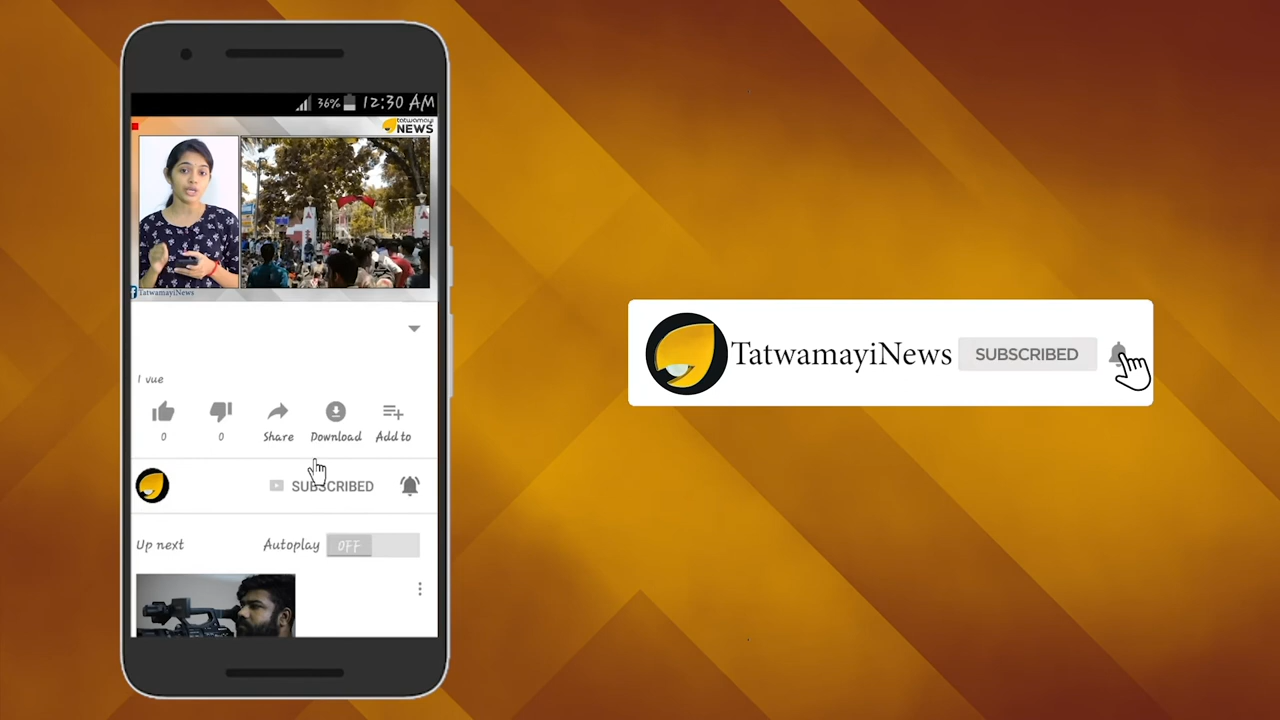 36% 12:30 AM
tatwamayi
NEWS
TatwamayiNews
1 vue
0 0 Share Download Add to
SUBSCRIBED
Up next Autoplay OFF
TatwamayiNews SUBSCRIBED